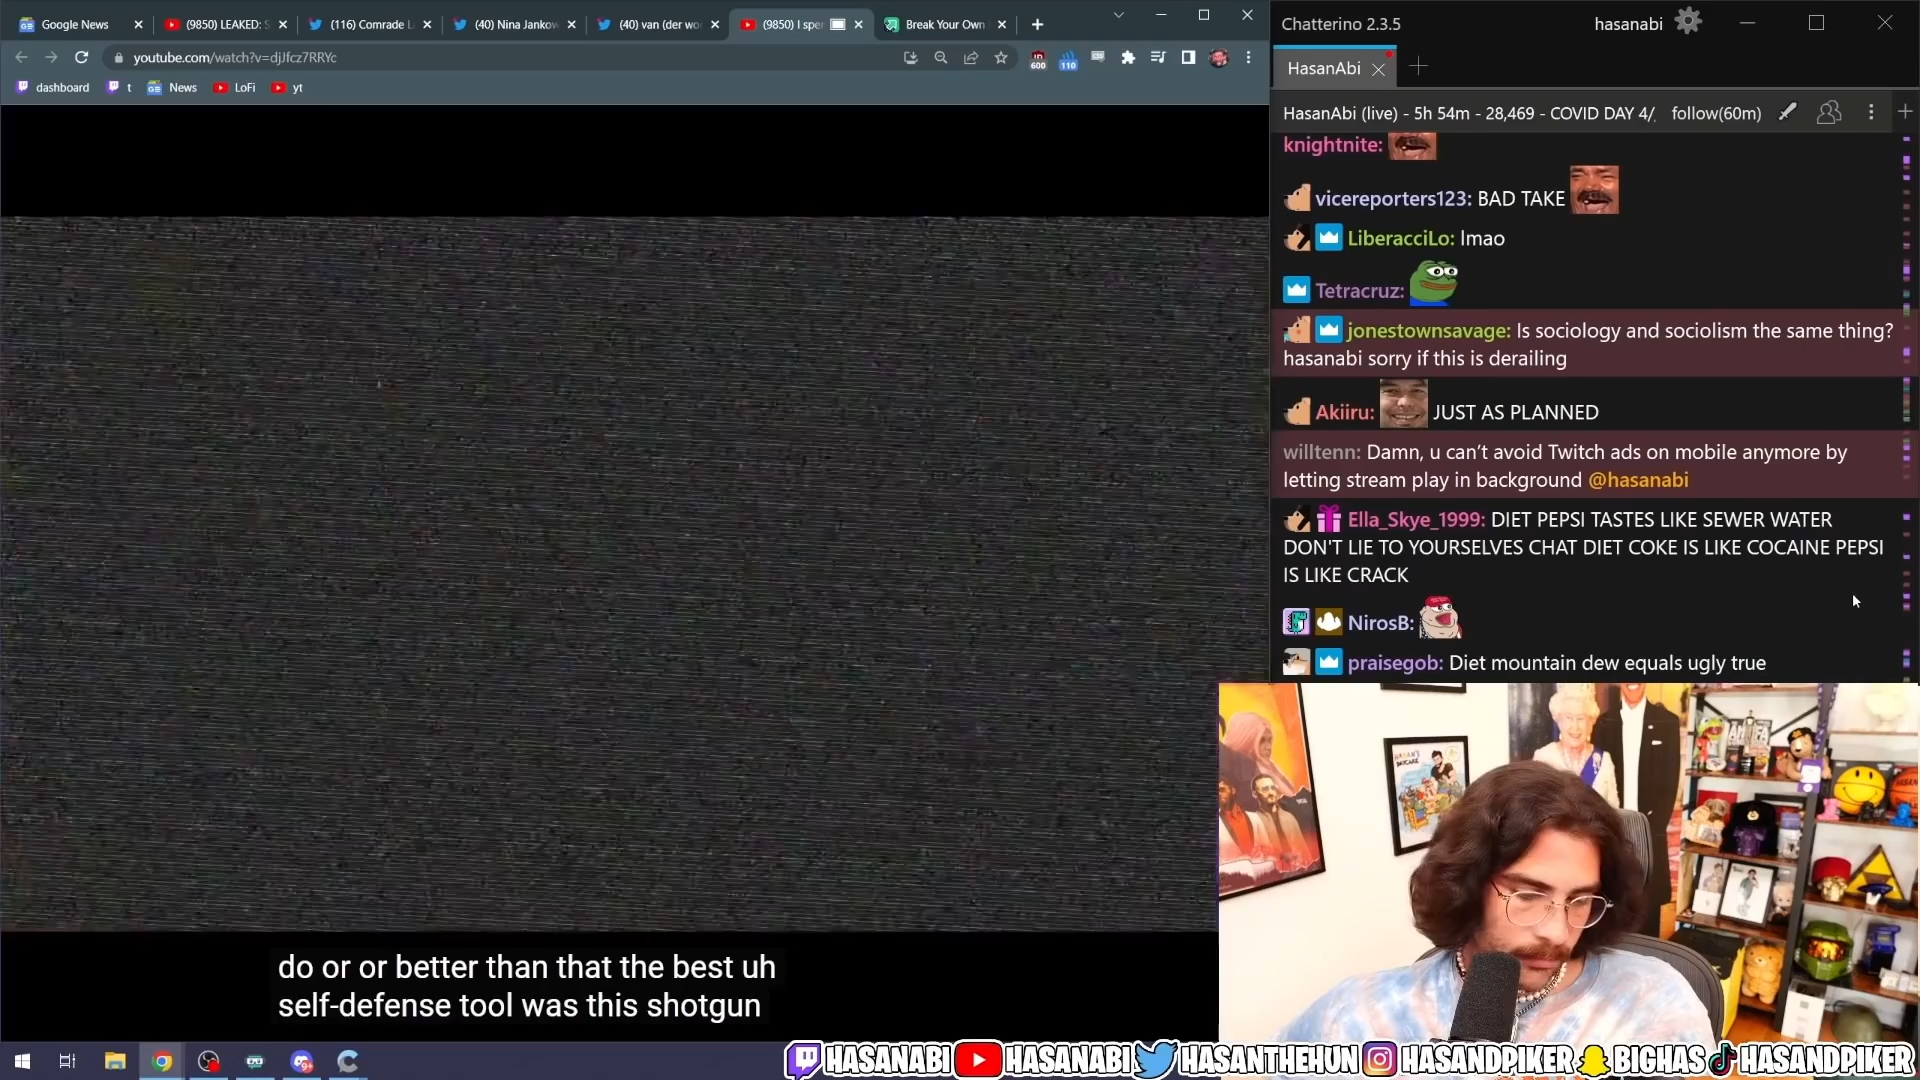 Google News
(9850) LEAKED: S
(116) Comrade L
(40) Nina Jankow
(40) van (der wo
(9850) I spe
Break Your Own
youtube.com/watch?v=djJfcz7RRYc
600
110
dashboard
t
News
LoFi
yt
do or or better than that the best uh
self-defense tool was this shotgun
Chatterino 2.3.5
hasanabi
HasanAbi
HasanAbi (live) - 5h 54m - 28,469 - COVID DAY 4/
follow(60m)
knightnite:
vicereporters123: BAD TAKE
LiberacciLo: lmao
Tetracruz:
jonestownsavage: Is sociology and sociolism the same thing?
hasanabi sorry if this is derailing
Akiiru: JUST AS PLANNED
willtenn: Damn, u can’t avoid Twitch ads on mobile anymore by
letting stream play in background @hasanabi
Ella_Skye_1999: DIET PEPSI TASTES LIKE SEWER WATER
DON'T LIE TO YOURSELVES CHAT DIET COKE IS LIKE COCAINE PEPSI
IS LIKE CRACK
NirosB:
praisegob: Diet mountain dew equals ugly true
HASANABI HASANABI HASANTHEHUN HASANDPIKER BIGHAS HASANDPIKER